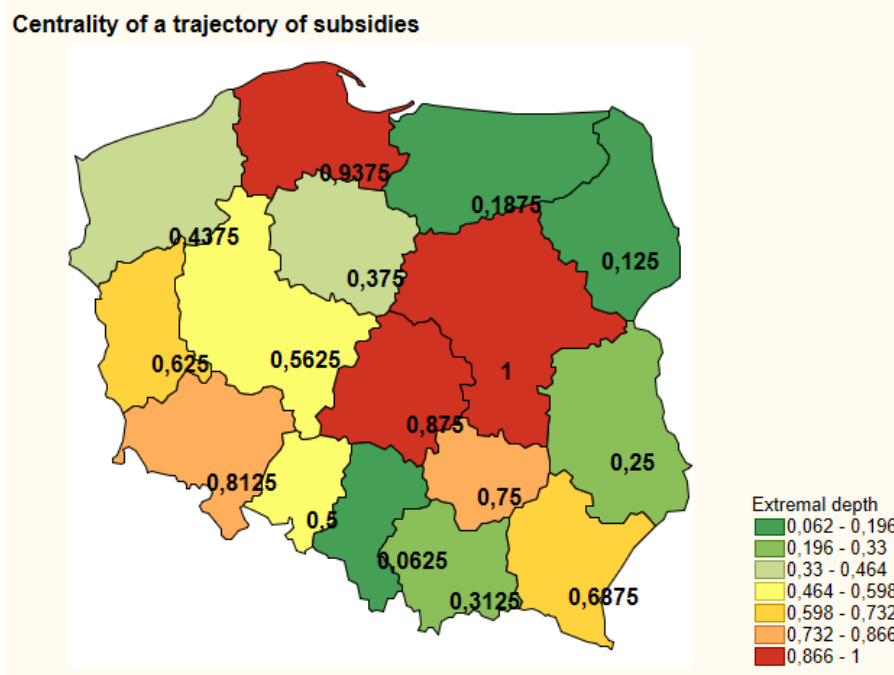 Centrality of a trajectory of subsidies
0,9375
0,1875
0,4375
0,125
0,375
0,5625
0,625
1
0,875
0,25
0,8125
0,75
0,5
0,0625
0,3125
0,6875
Extremal depth
0,062 - 0,196
0,196 - 0,33
0,33 - 0,464
0,464 - 0,598
0,598 - 0,732
0,732 - 0,866
0,866 - 1